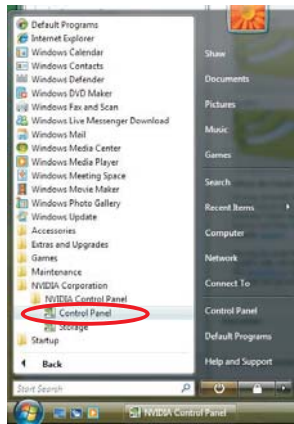 Default Programs
Internet Explorer
Windows Calendar
Windows Contacts
Windows Defender
Windows DVD Maker
Windows Fax and Scan
Windows Live Messenger Download
Windows Mail
Windows Media Center
Windows Media Player
Windows Meeting Space
Windows Movie Maker
Windows Photo Gallery
Windows Update
Accessories
Extras and Upgrades
Games
Maintenance
NVIDIA Corporation
NVIDIA Control Panel
Control Panel
Storage
Startup
Back
Start Search
Shaw
Documents
Pictures
Music
Games
Search
Recent Items
Computer
Network
Connect To
Control Panel
Default Programs
Help and Support
NVIDIA Control Panel